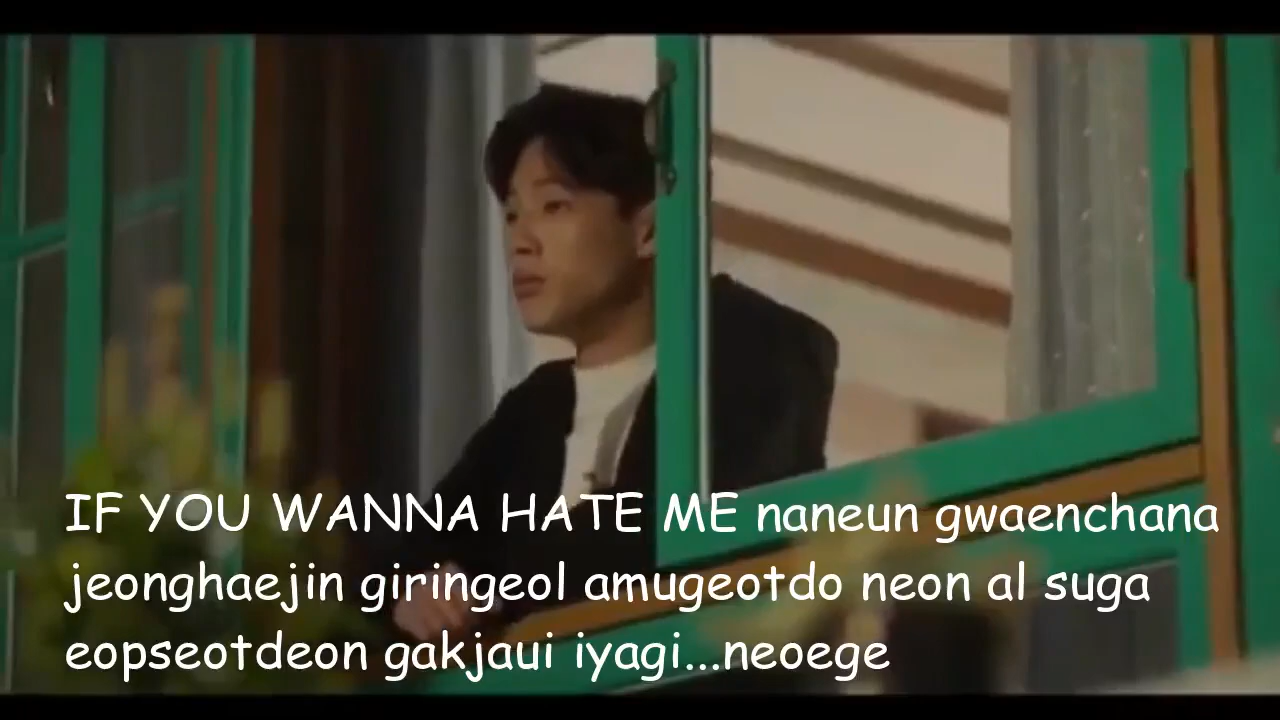 IF YOU WANNA HATE ME naneun gwaenchana
jeonghaejin giringeol amugeotdo neon al suga
eopseotdeon gakjaui iyagi...neoege